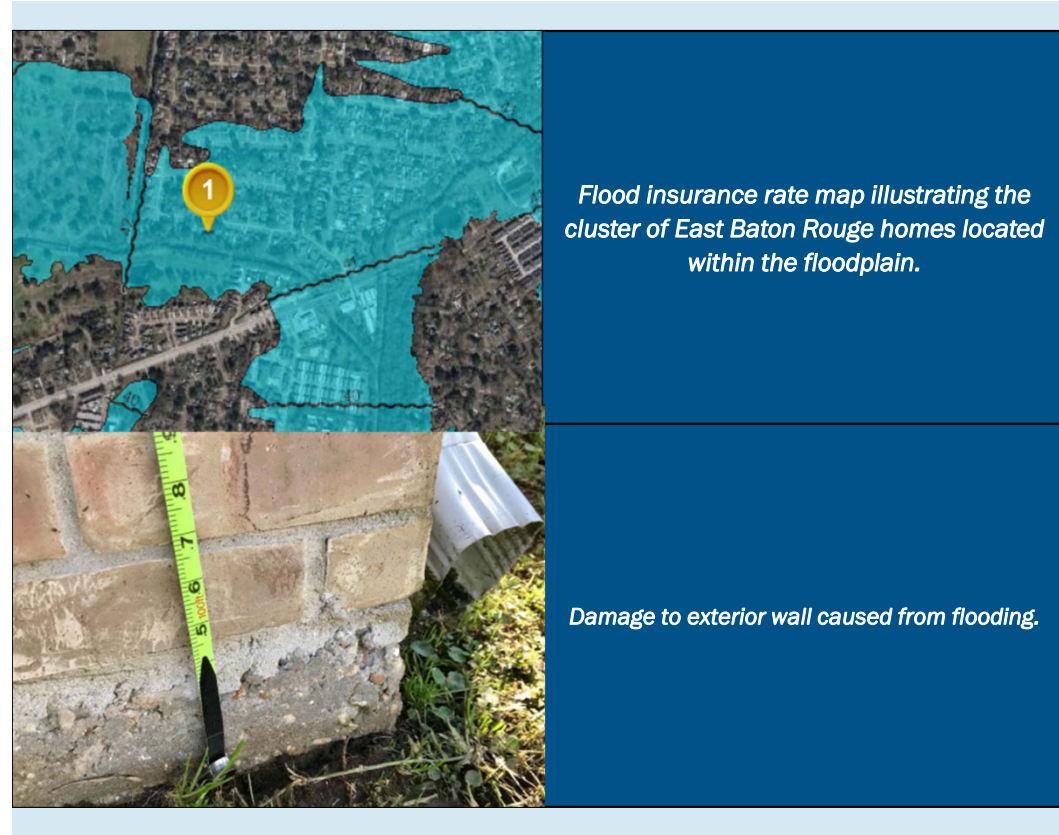 1
Flood insurance rate map illustrating the
cluster of East Baton Rouge homes located
within the floodplain.
.8
.7
.6
100ft
5
Damage to exterior wall caused from flooding.